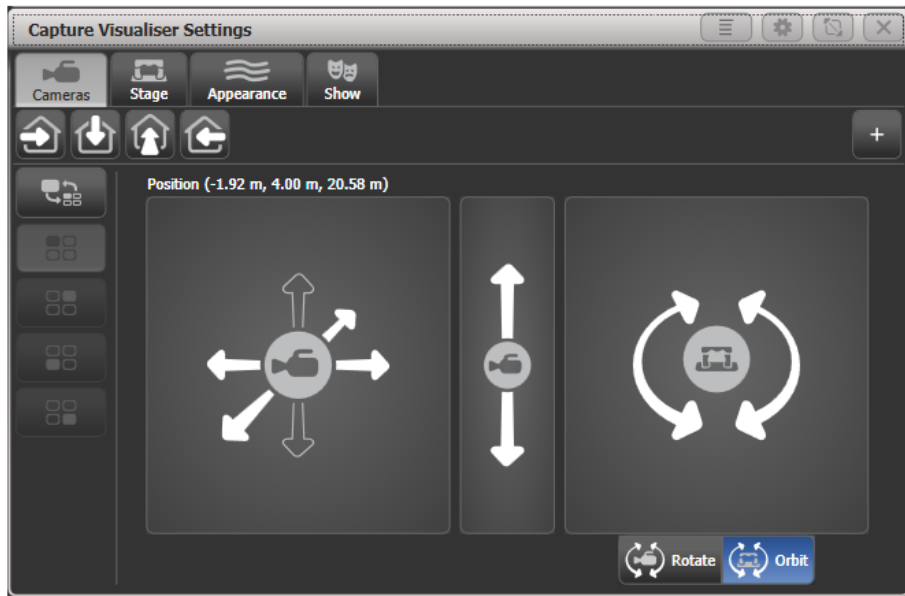 Capture Visualiser Settings
Cameras
Stage
Appearance
Show
+
Position (-1.92 m, 4.00 m, 20.58 m)
Rotate
Orbit